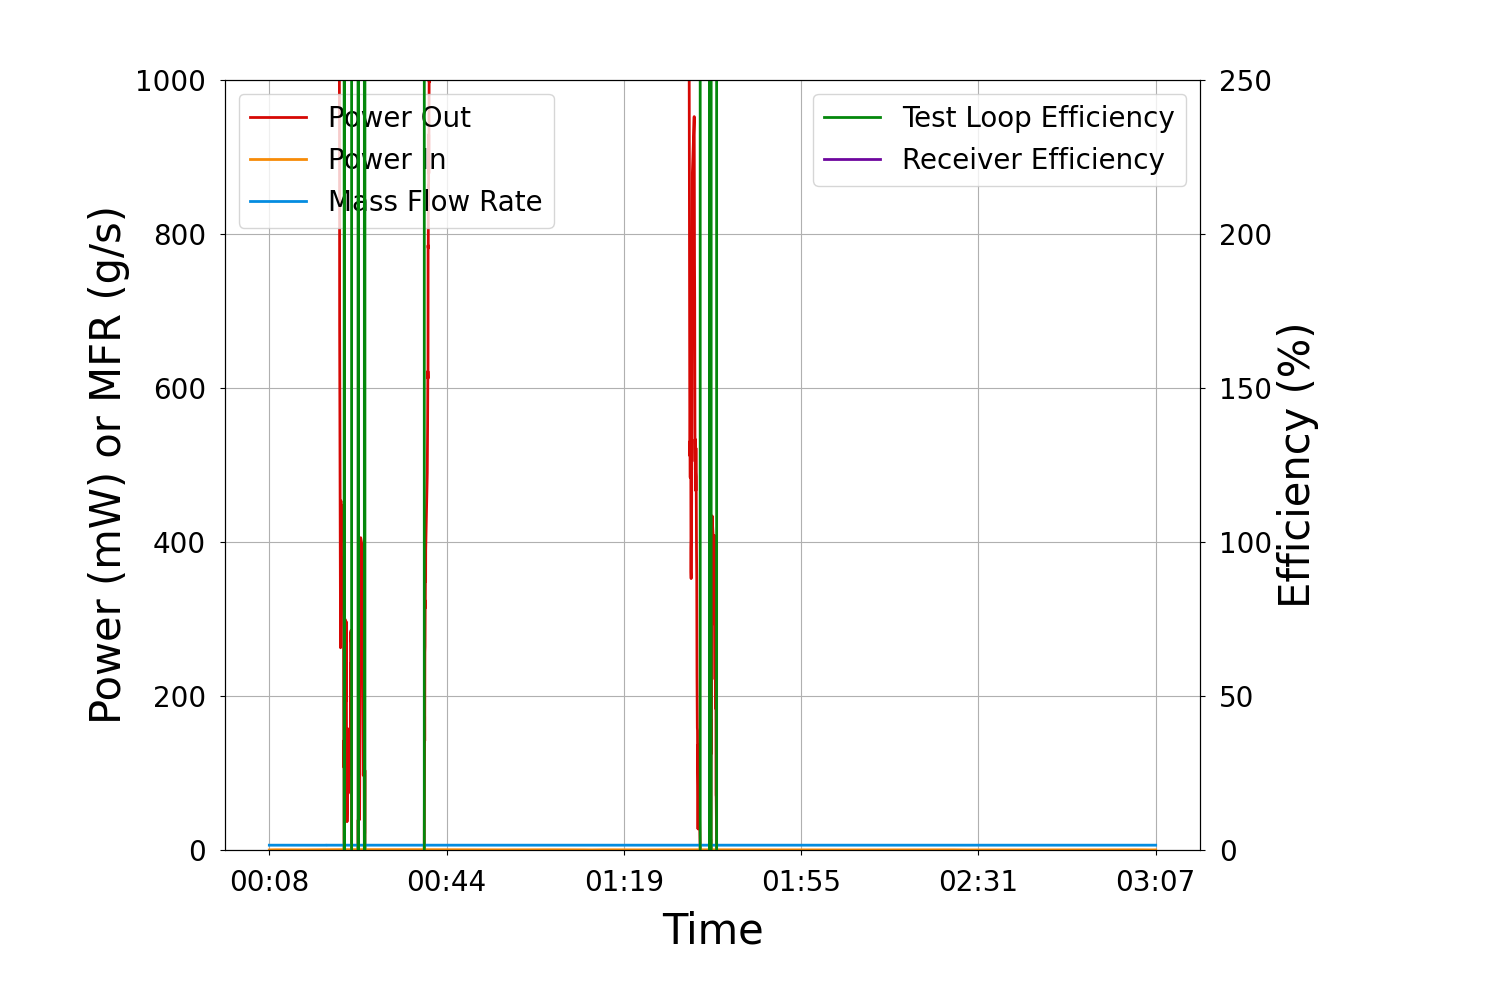 1000
800
600
400
200
0
Power (mW) or MFR (g/s)
Power Out
Power In
Mass Flow Rate
Test Loop Efficiency
Receiver Efficiency
250
200
150
100
50
0
Efficiency (%)
00:08 00:44 01:19 01:55 02:31 03:07
Time